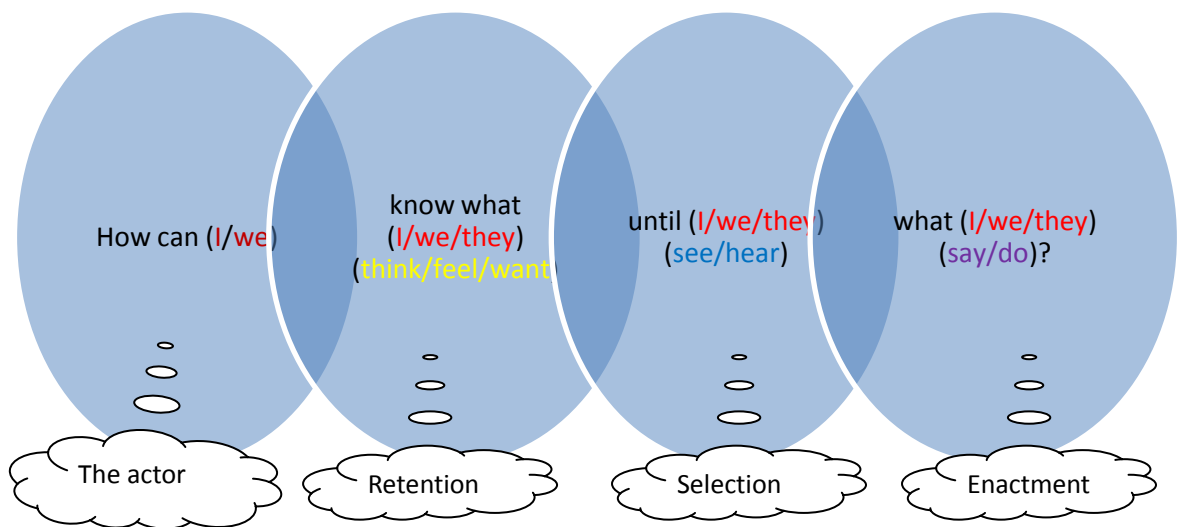 How can (I/we)
know what
(I/we/they)
(think/feel/want)
until (I/we/they)
(see/hear)
what (I/we/they)
(say/do)?
The actor
Retention
Selection
Enactment